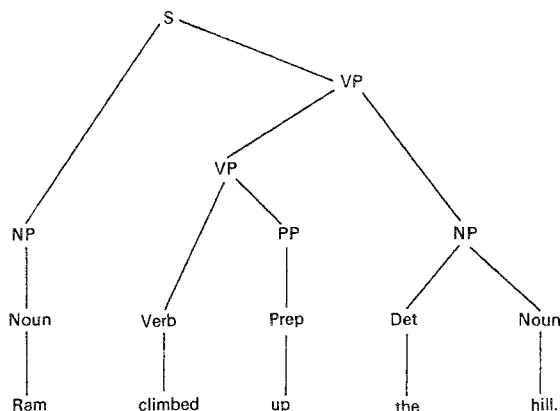 S
VP
VP
NP PP NP
Noun Verb Prep Det Noun
Ram climbed up the hill.